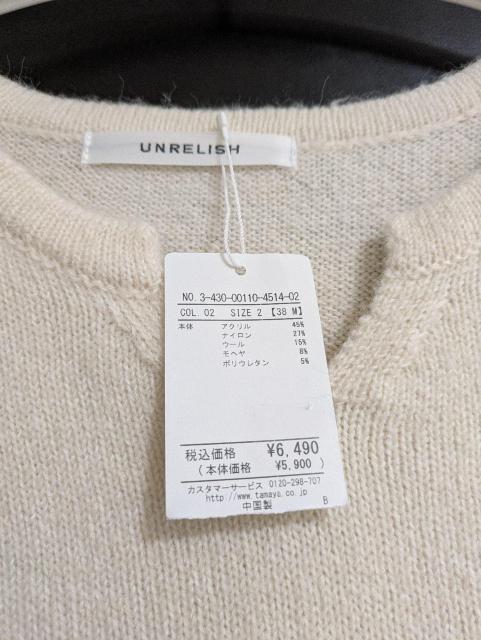 UNRELISH
NO.3-430-00110-4514-02
COL.02 SIZE 2 【38 M】
本体 アクリル 45%
ナイロン 27%
ウール 15%
モヘヤ 8%
ポリウレタン 5%
税込価格 ¥6,490
(本体価格 ¥5,900 )
カスタマーサービス 0120-298-707
http://www.tamaya.co.jp
中国製 B